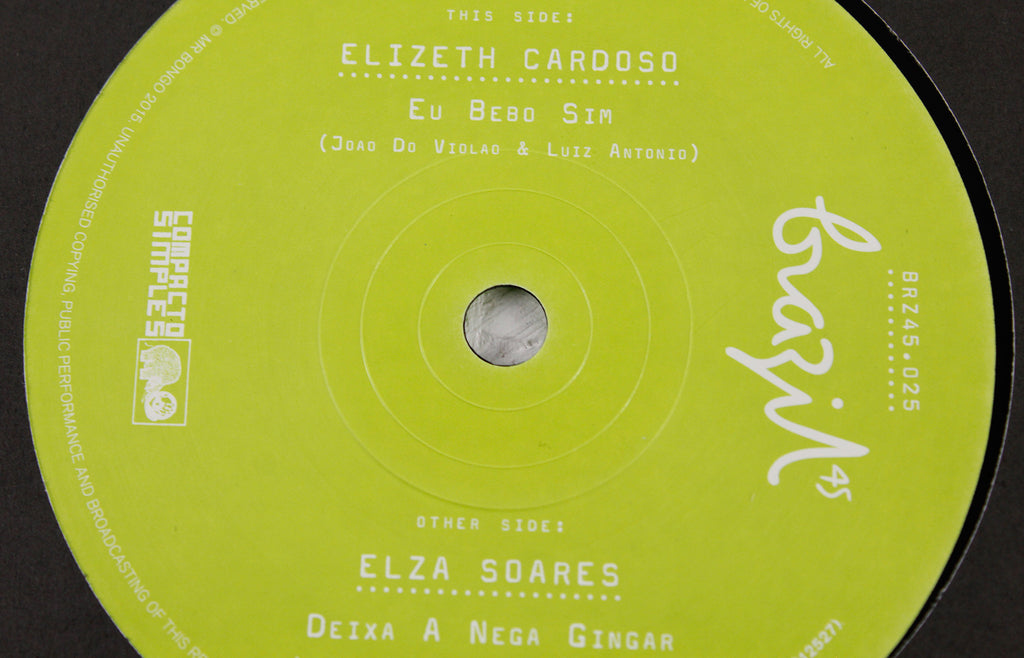 THIS SIDE:
ELIZETH CARDOSO
EU BEBO SIM
(JOAO DO VIOLAO & LUIZ ANTONIO)
COMPACTO
SIMPLES
brazil 45
BRZ45.025
OTHER SIDE:
ELZA SOARES
DEIXA A NEGA GINGAR
12527)
ALL RIGHTS OF
ERVED. © MR BONGO 2015. UNAUTHORISED COPYING, PUBLIC PERFORMANCE AND BROADCASTING OF THIS